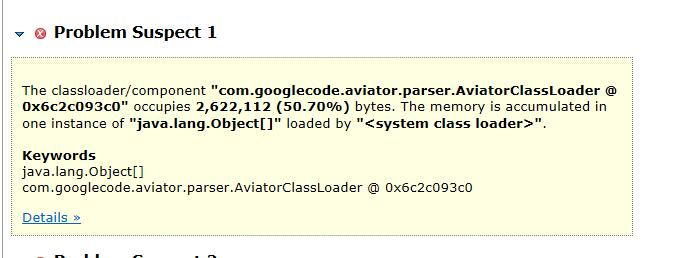 Problem Suspect 1
The classloader/component "com.googlecode.aviator.parser.AviatorClassLoader @
0x6c2c093c0" occupies 2,622,112 (50.70%) bytes. The memory is accumulated in
one instance of "java.lang.Object[]" loaded by "<system class loader>".
Keywords
java.lang.Object[]
com.googlecode.aviator.parser.AviatorClassLoader @ 0x6c2c093c0
Details »
Problem Suspect